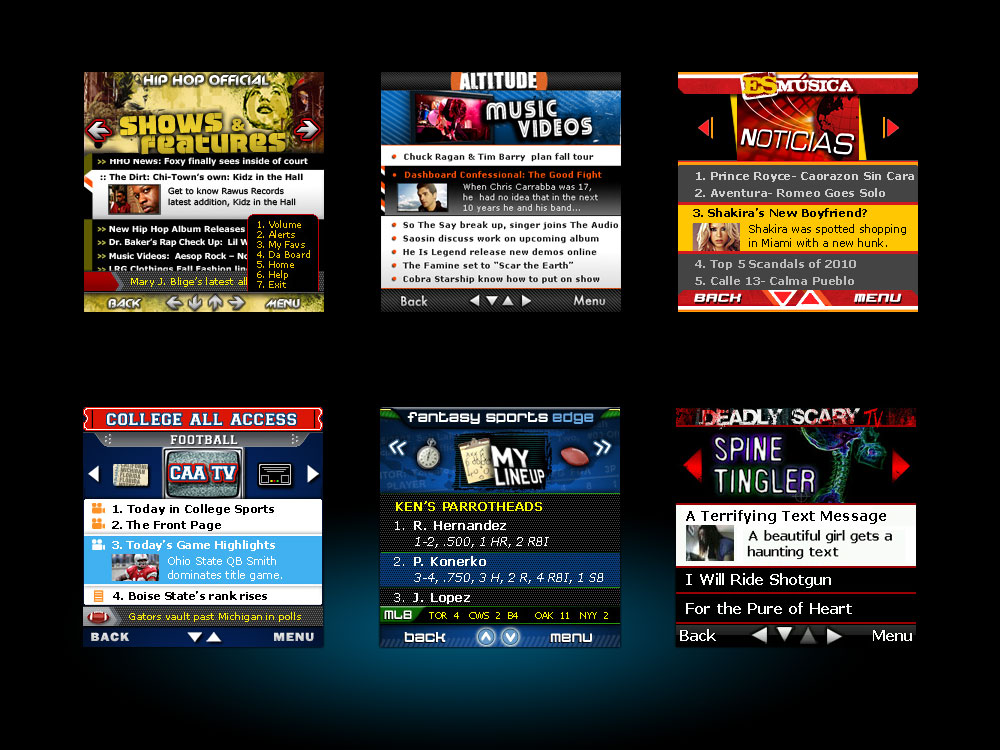 HIP HOP OFFICIAL
SHOWS &
FEATURES
>> HHO News: Foxy finally sees inside of court
:: The Dirt: Chi-Town's own: Kidz in the Hall
Get to know Rawus Records
latest addition, Kidz in the Hall
>> New Hip Hop Album Releases
>> Dr. Baker's Rap Check Up: Lil W
>> Music Videos: Aesop Rock – No
>> LRG Clothings Fall Fashion lin
Mary J. Blige's latest all
1. Volume
2. Alerts
3. My Favs
4. Da Board
5. Home
6. Help
7. Exit
BACK MENU
ALTITUDE
MUSIC
VIDEOS
Chuck Ragan & Tim Barry plan fall tour
Dashboard Confessional: The Good Fight
When Chris Carrabba was 17,
he had no idea that in the next
10 years he and his band...
So The Say break up, singer joins The Audio
Saosin discuss work on upcoming album
He Is Legend release new demos online
The Famine set to "Scar the Earth"
Cobra Starship know how to put on show
Back Menu
ES MÚSICA
NOTICIAS
1. Prince Royce- Caorazon Sin Cara
2. Aventura- Romeo Goes Solo
3. Shakira's New Boyfriend?
Shakira was spotted shopping
in Miami with a new hunk.
4. Top 5 Scandals of 2010
5. Calle 13- Calma Pueblo
BACK MENU
COLLEGE ALL ACCESS
FOOTBALL
CAA TV
1. Today in College Sports
2. The Front Page
3. Today's Game Highlights
Ohio State QB Smith
dominates title game.
4. Boise State's rank rises
Gators vault past Michigan in polls
BACK MENU
fantasy sports edge
MY
LINEUP
KEN'S PARROTHEADS
1. R. Hernandez
1-2, .500, 1 HR, 2 RBI
2. P. Konerko
3-4, .750, 3 H, 2 R, 4 RBI, 1 SB
3. J. Lopez
MLB TOR 4 CWS 2 B4 OAK 11 NYY 2
back menu
DEADLY SCARY TV
SPINE
TINGLER
A Terrifying Text Message
A beautiful girl gets a
haunting text
I Will Ride Shotgun
For the Pure of Heart
Back Menu